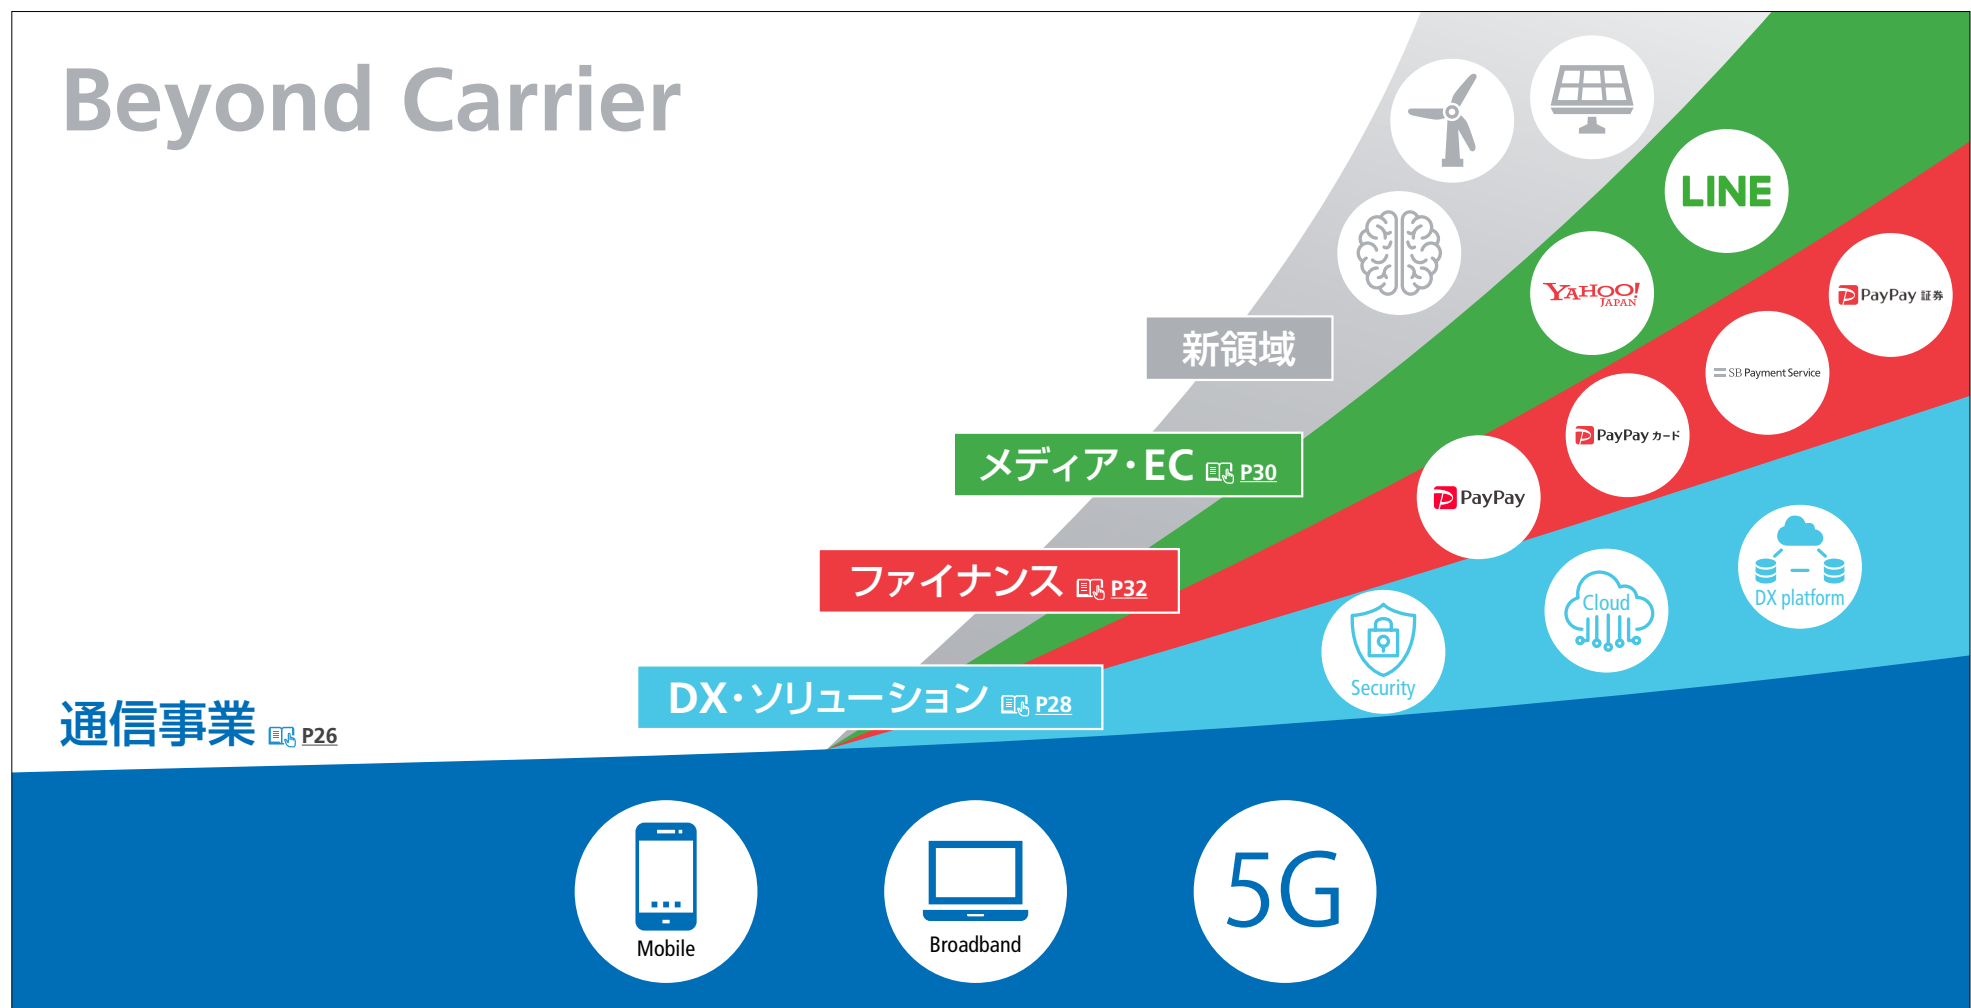 Beyond Carrier
LINE
YAHOO!
JAPAN
PayPay 証券
新領域
SB Payment Service
PayPay カード
メディア・EC P30
PayPay
ファイナンス P32
DX platform
Cloud
Security
DX・ソリューション P28
通信事業 P26
Mobile
Broadband
5G